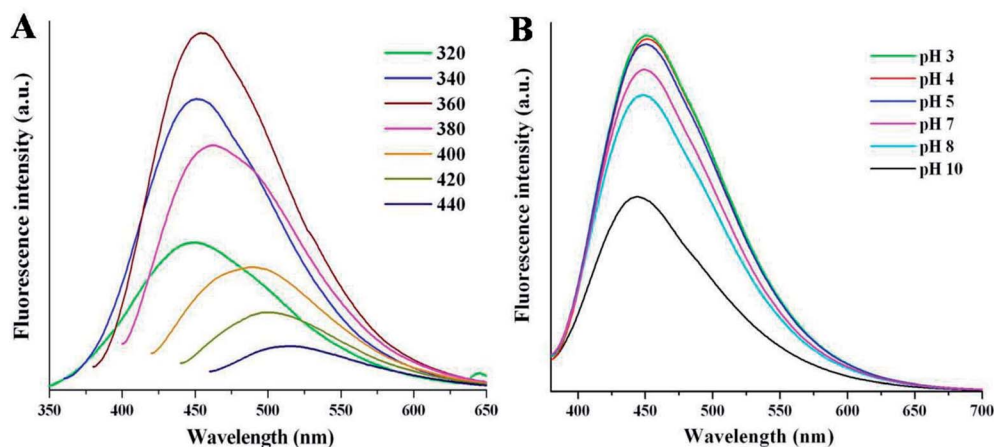 A
Fluorescence intensity (a.u.)
320
340
360
380
400
420
440
350 400 450 500 550 600 650
Wavelength (nm)
B
Fluorescence intensity (a.u.)
pH 3
pH 4
pH 5
pH 7
pH 8
pH 10
400 450 500 550 600 650 700
Wavelength (nm)